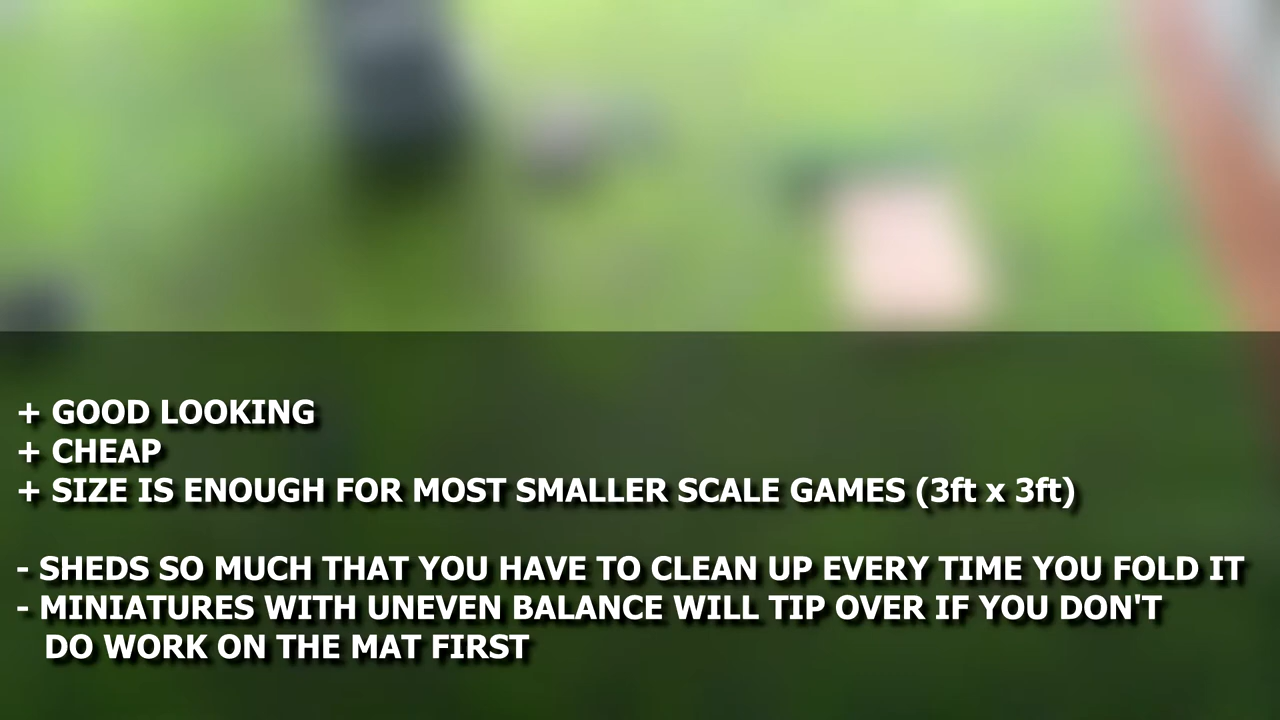 + GOOD LOOKING
+ CHEAP
+ SIZE IS ENOUGH FOR MOST SMALLER SCALE GAMES (3ft x 3ft)
- SHEDS SO MUCH THAT YOU HAVE TO CLEAN UP EVERY TIME YOU FOLD IT
- MINIATURES WITH UNEVEN BALANCE WILL TIP OVER IF YOU DON'T
DO WORK ON THE MAT FIRST